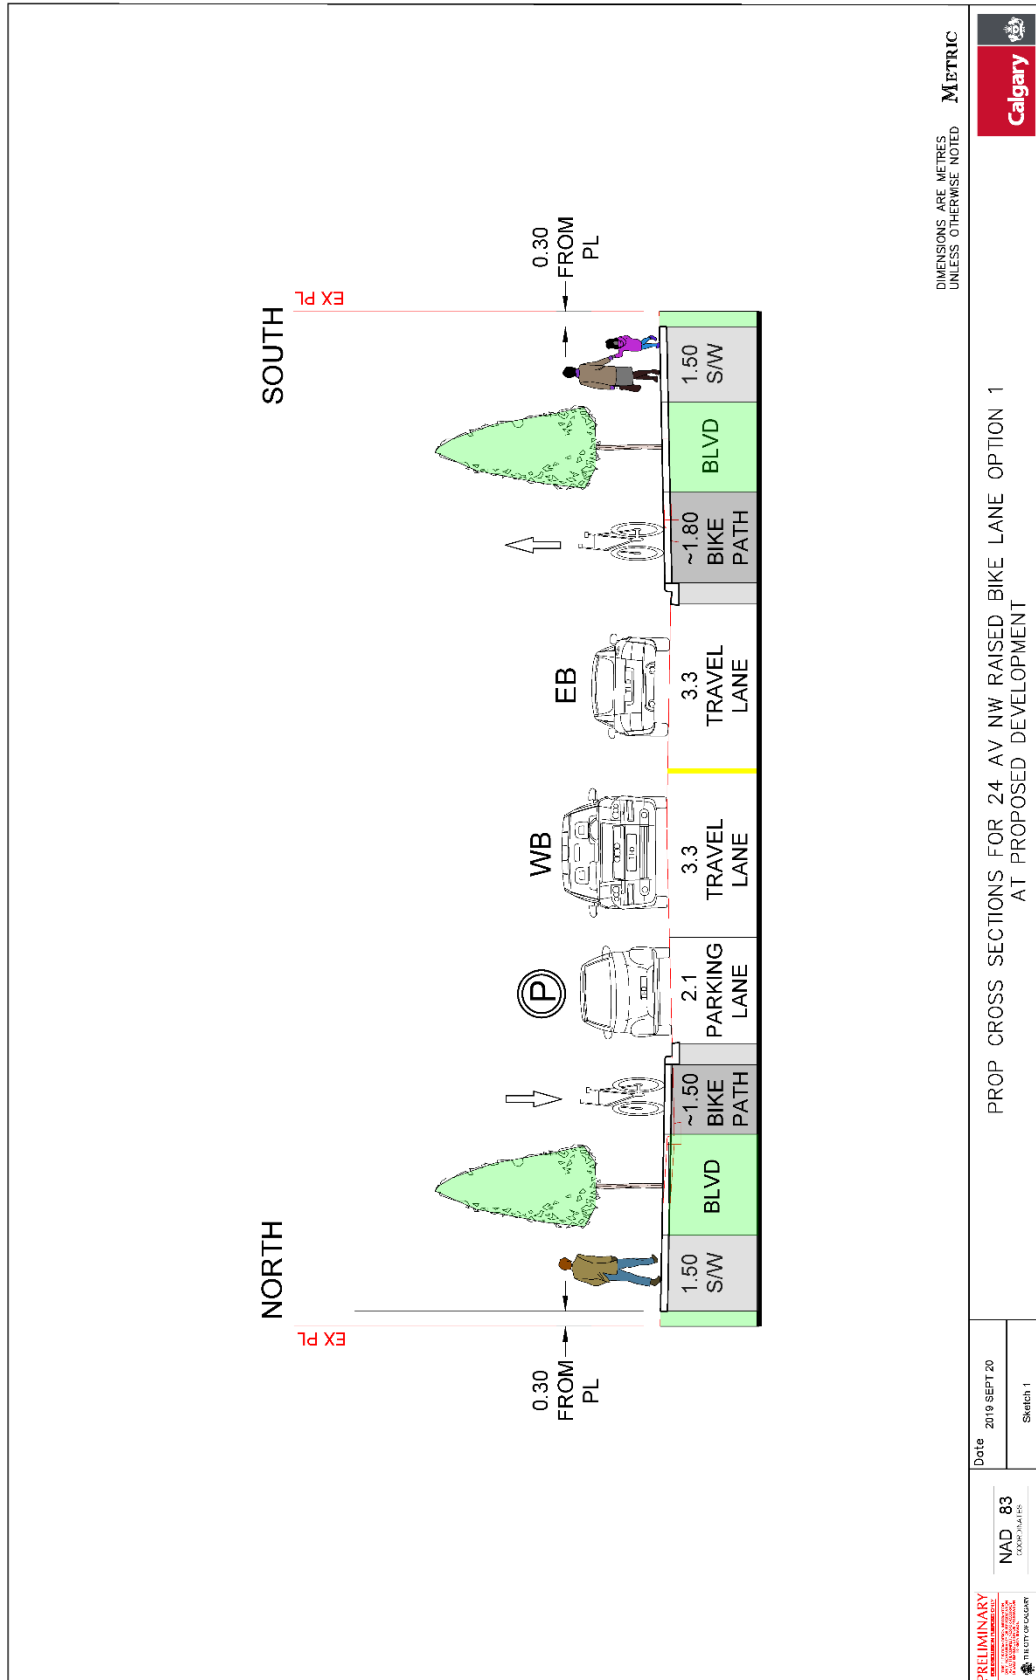 NORTH
SOUTH
EX PL
EX PL
0.30
FROM
PL
P
WB
EB
0.30
FROM
PL
1.50
S/W
BLVD
~1.50
BIKE
PATH
2.1
PARKING
LANE
3.3
TRAVEL
LANE
3.3
TRAVEL
LANE
~1.80
BIKE
PATH
BLVD
1.50
S/W
DIMENSIONS ARE METRES
UNLESS OTHERWISE NOTED
METRIC
PRELIMINARY
THE CITY OF CALGARY
NAD 83
COORDINATES
Date
2019 SEPT 20
Sketch 1
PROP CROSS SECTIONS FOR 24 AV NW RAISED BIKE LANE OPTION 1
AT PROPOSED DEVELOPMENT
Calgary